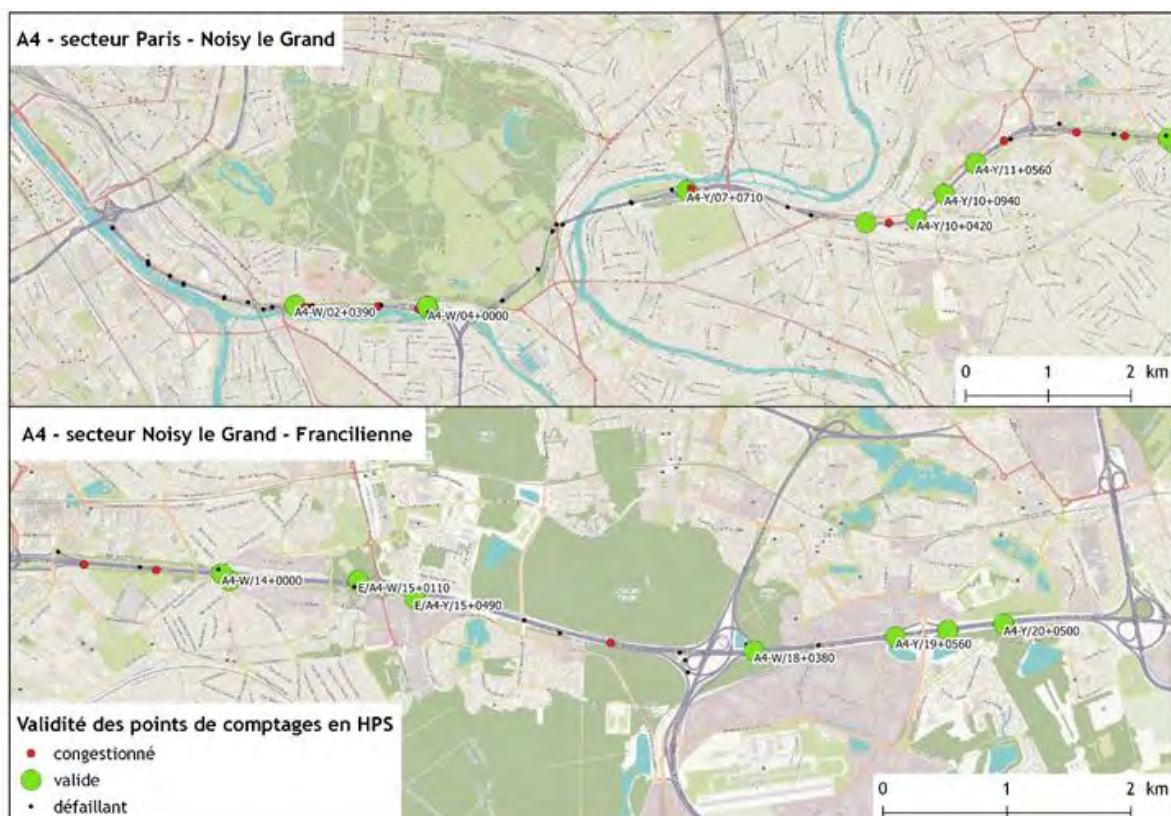 A4 - secteur Paris - Noisy le Grand
A4-Y/11+0560
A4-Y/07+0710
A4-Y/10+0940
A4-Y/10+0420
A4-W/02+0390
A4-W/04+0000
0 1 2 km
A4 - secteur Noisy le Grand - Francilienne
A4-W/14+0000
E/A4-W/15+0110
E/A4-Y/15+0490
A4-Y/20+0500
A4-Y/19+0560
A4-W/18+0380
Validité des points de comptages en HPS
congestionné
valide
défaillant
0 1 2 km